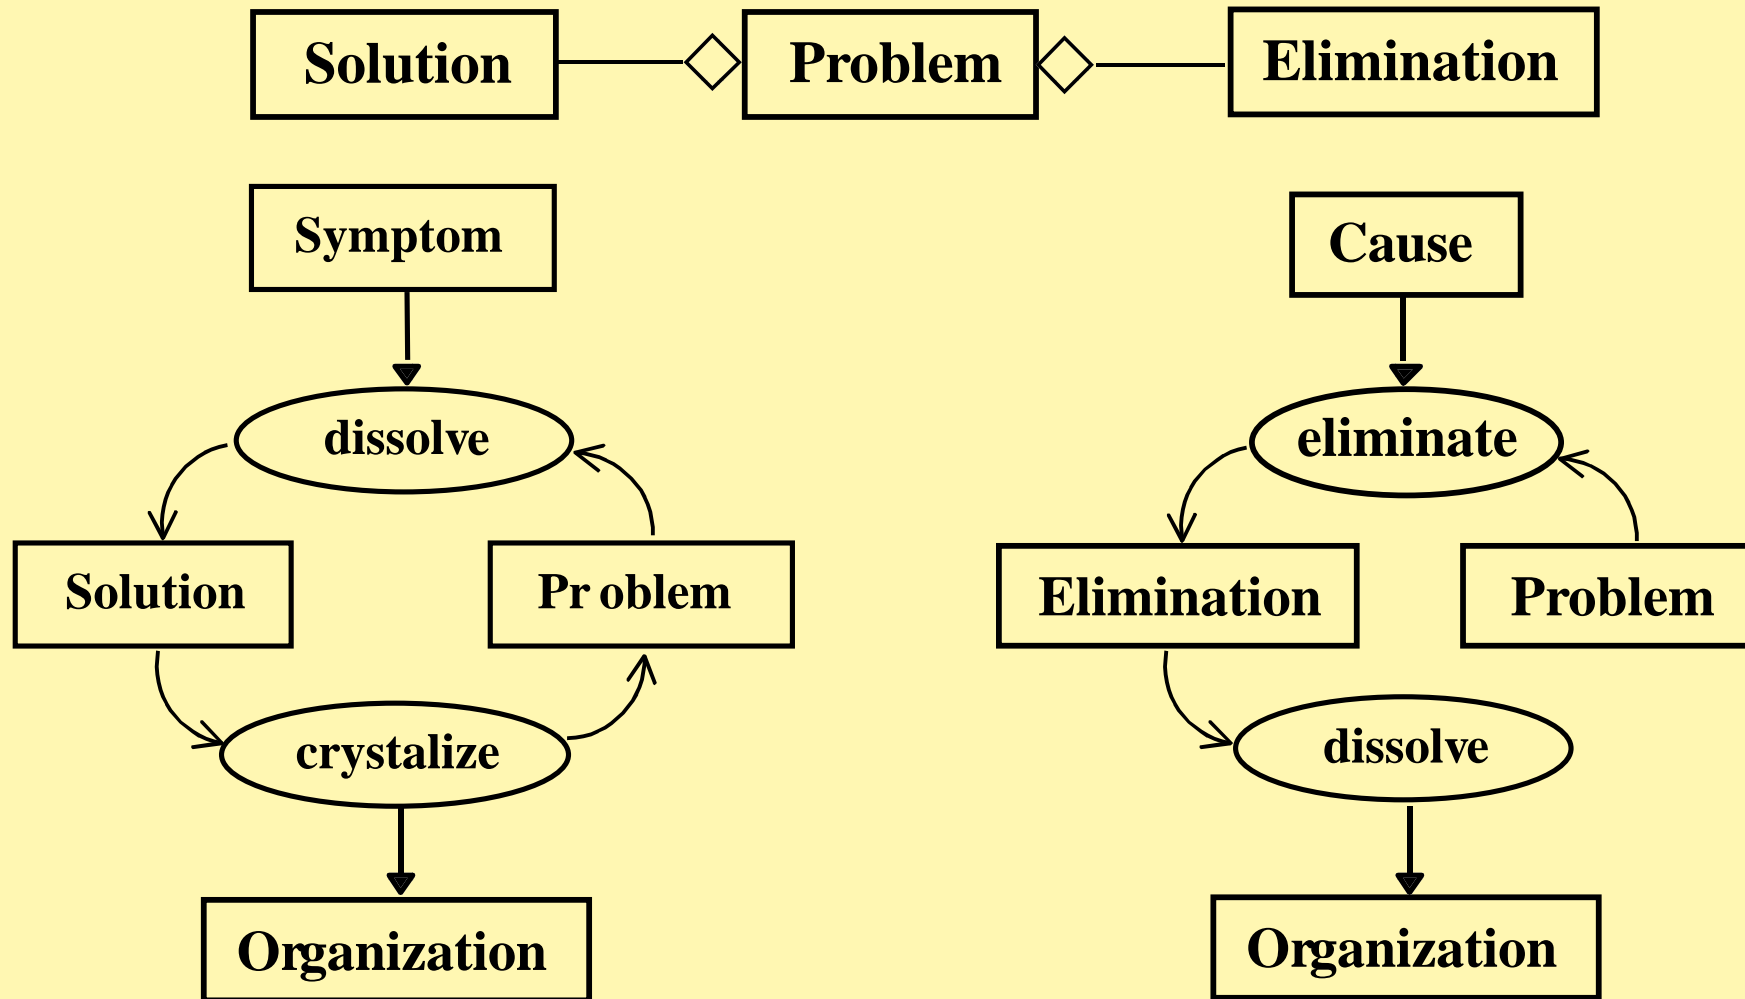 Solution
Problem
Elimination
Symptom
Cause
dissolve
eliminate
Solution
Pr oblem
Elimination
Problem
crystalize
dissolve
Organization
Organization